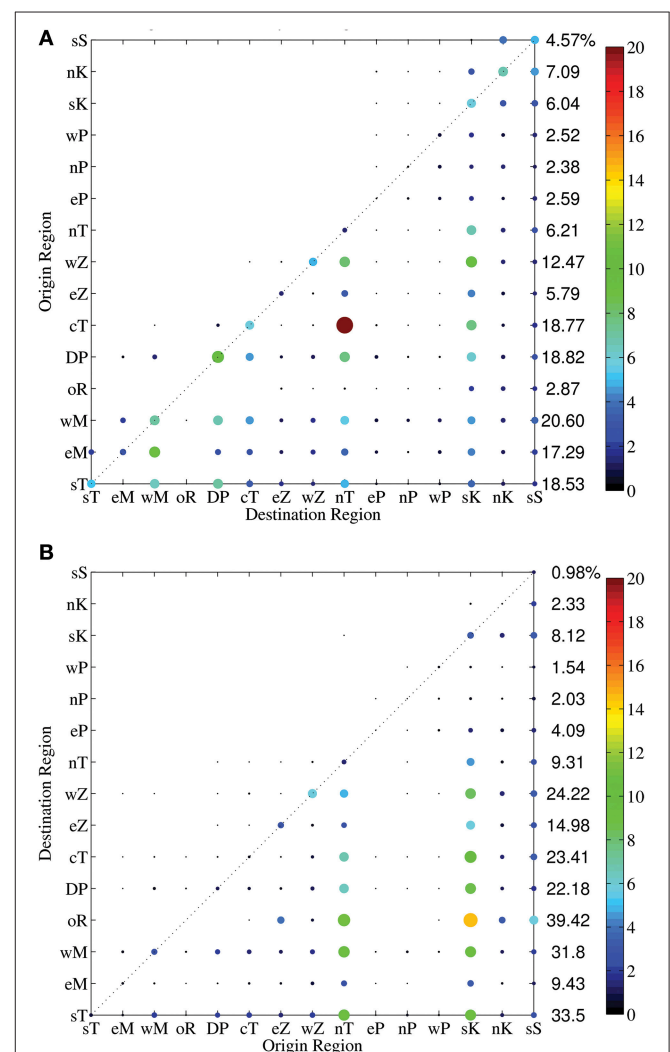 A
sS 4.57% 20
nK 7.09 18
sK 6.04 16
wP 2.52 14
nP 2.38
eP 2.59 12
nT 6.21
wZ 12.47 10
eZ 5.79 8
cT 18.77
DP 18.82 6
oR 2.87 4
wM 20.60
eM 17.29 2
sT 18.53 0
Origin Region
sT eM wM oR DP cT eZ wZ nT eP nP wP sK nK sS
Destination Region
B
sS 0.98% 20
nK 2.33 18
sK 8.12 16
wP 1.54 14
nP 2.03
eP 4.09 12
nT 9.31
wZ 24.22 10
eZ 14.98 8
cT 23.41
DP 22.18 6
oR 39.42 4
wM 31.8
eM 9.43 2
sT 33.5 0
Destination Region
sT eM wM oR DP cT eZ wZ nT eP nP wP sK nK sS
Origin Region